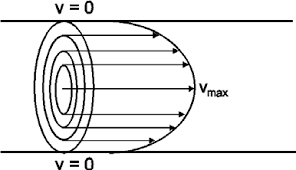 v = 0
vmax
v = 0